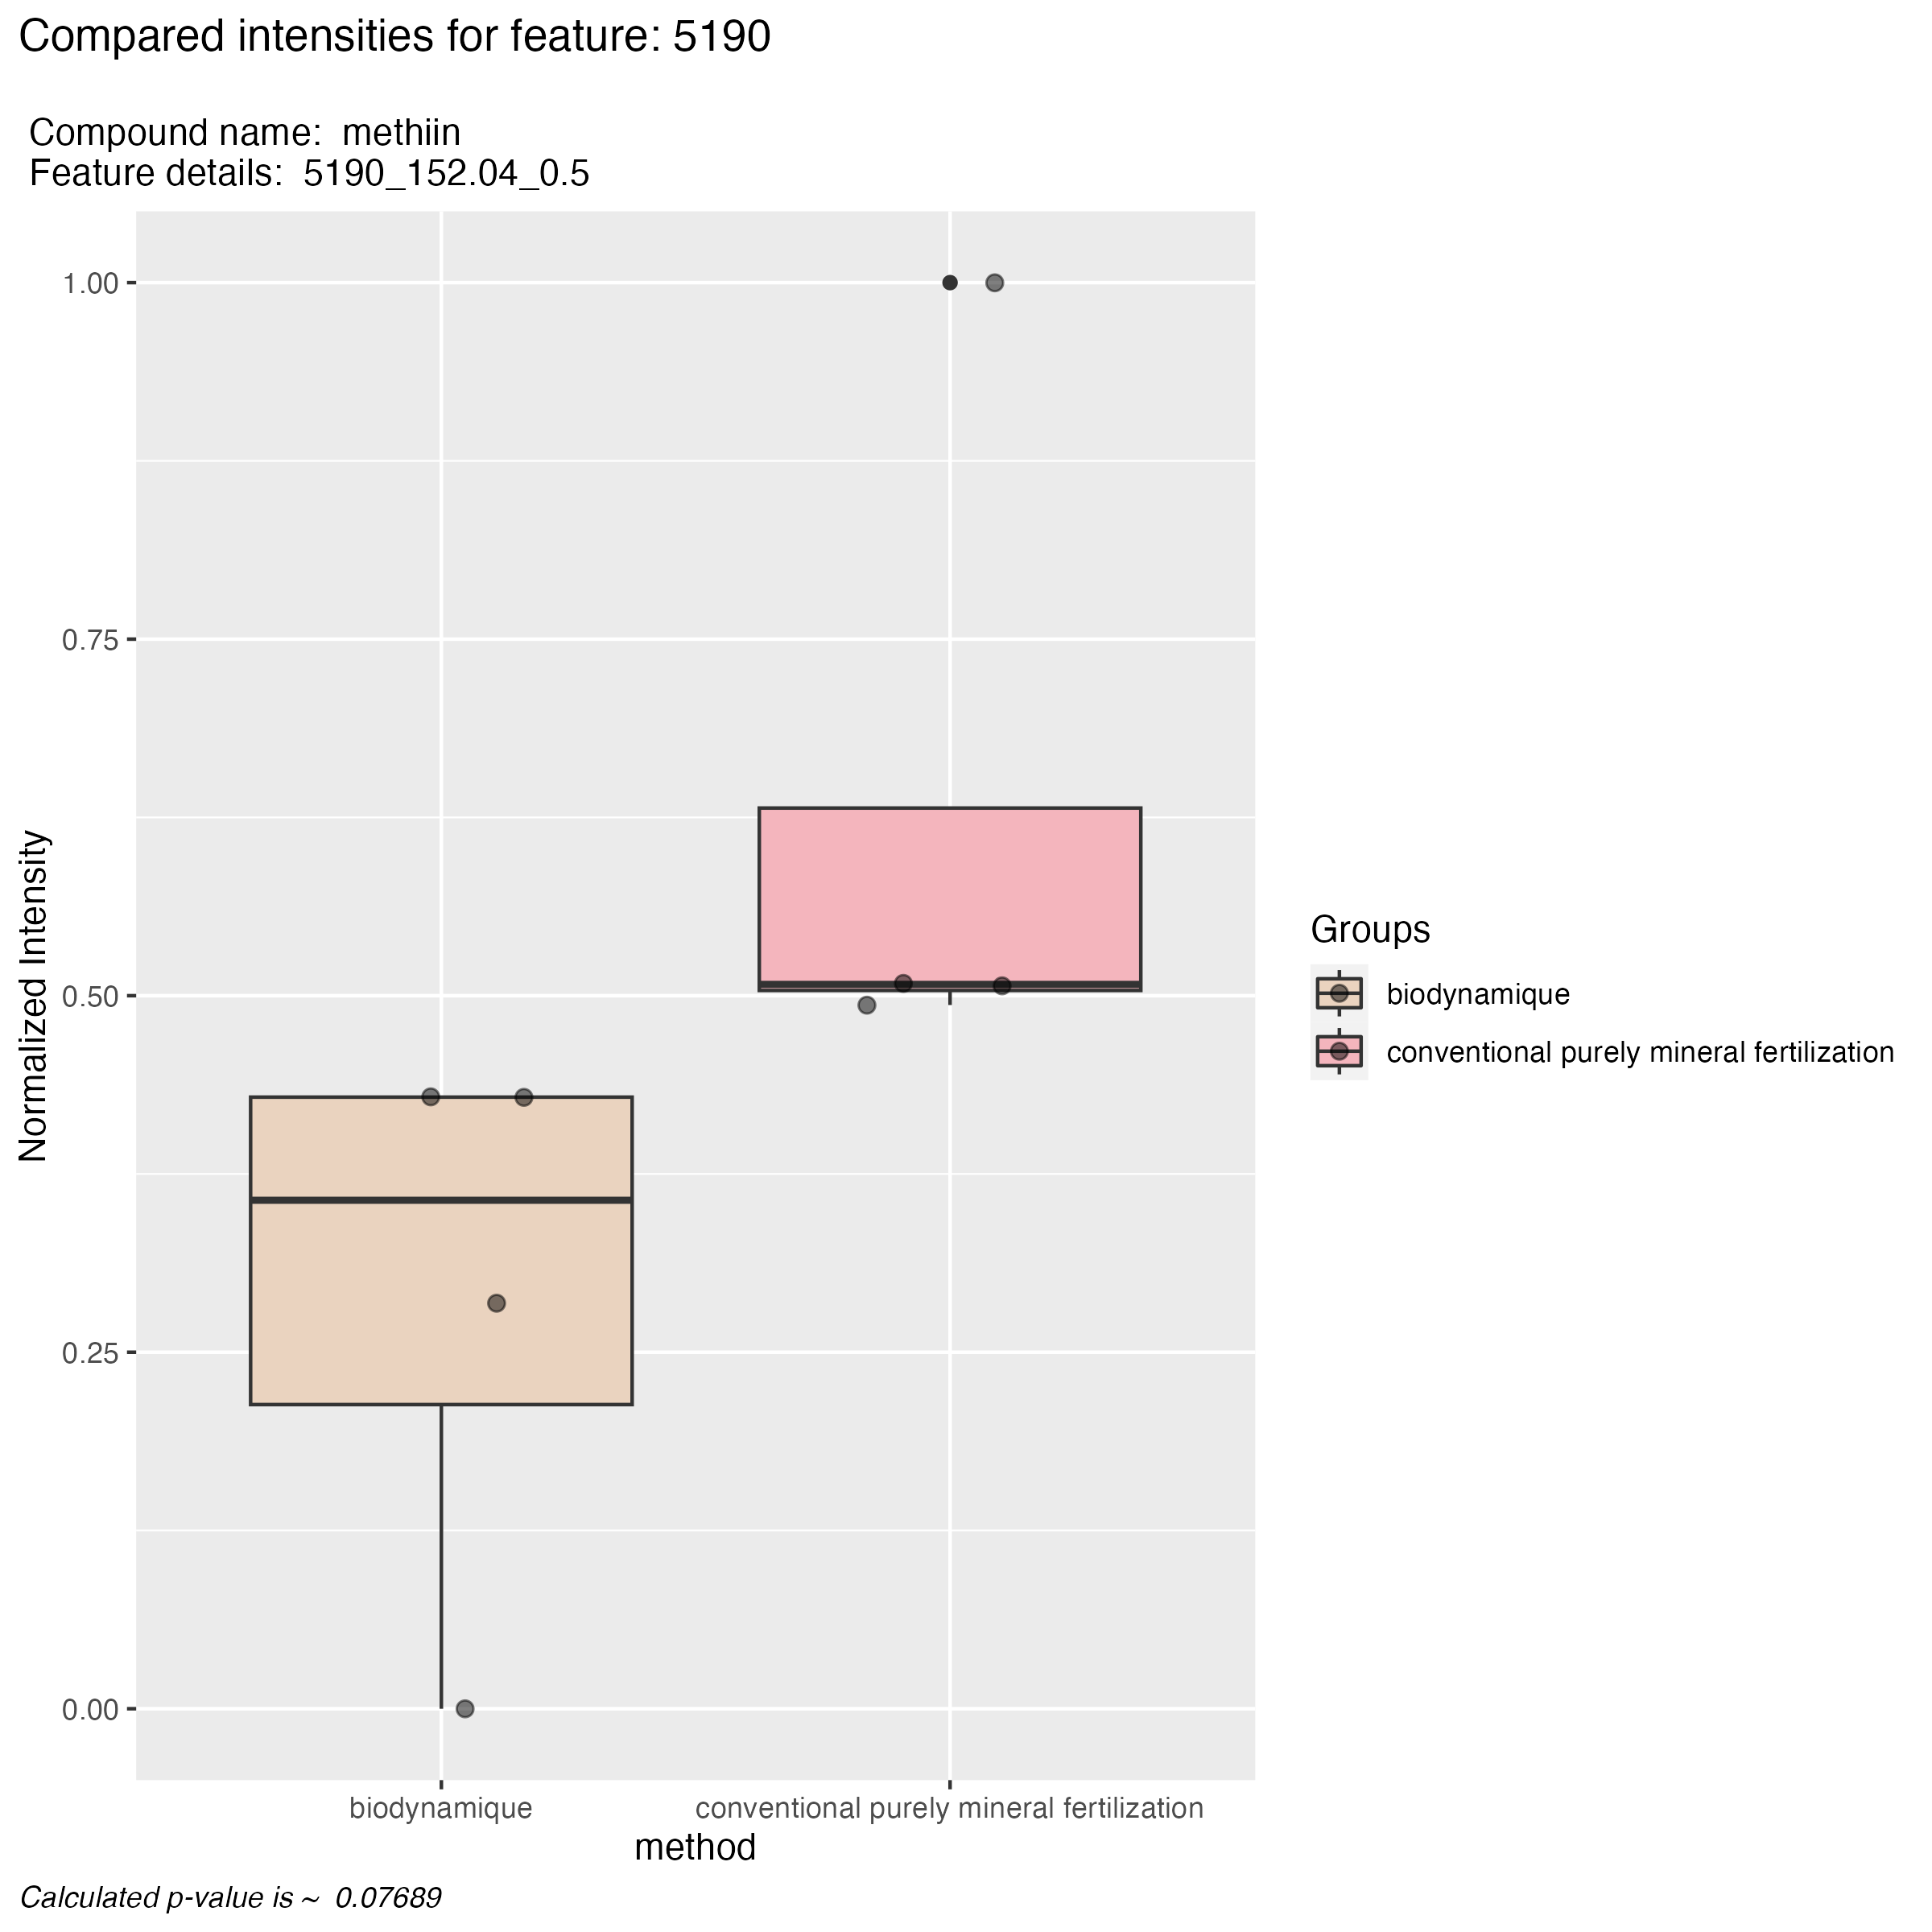 Compared intensities for feature: 5190
Compound name:  methiin
Feature details:  5190_152.04_0.5
1.00
0.75
0.50
0.25
0.00
Normalized Intensity
biodynamique
conventional purely mineral fertilization
method
Groups
biodynamique
conventional purely mineral fertilization
Calculated p-value is ~  0.07689